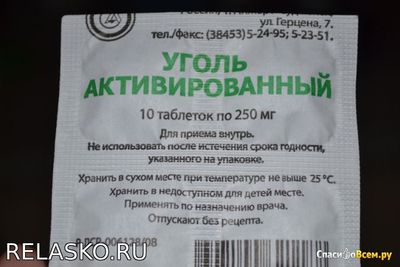 ул. Герцена, 7.
тел./факс: (38453) 5-24-95; 5-23-51.
УГОЛЬ
АКТИВИРОВАННЫЙ
10 таблеток по 250 мг
Для приема внутрь.
Не использовать после истечения срока годности,
указанного на упаковке.
Хранить в сухом месте при температуре не выше 25 °С.
Хранить в недоступном для детей месте.
Применять по назначению врача.
Отпускают без рецепта.
RELASKO.RU
СпасибоВсем.ру